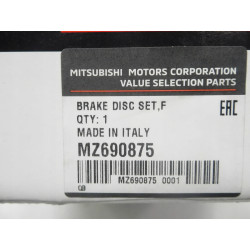 MITSUBISHI MOTORS CORPORATION
VALUE SELECTION PARTS
BRAKE DISC SET,F
QTY: 1
MADE IN ITALY
EAC
MZ690875
MZ690875 0001